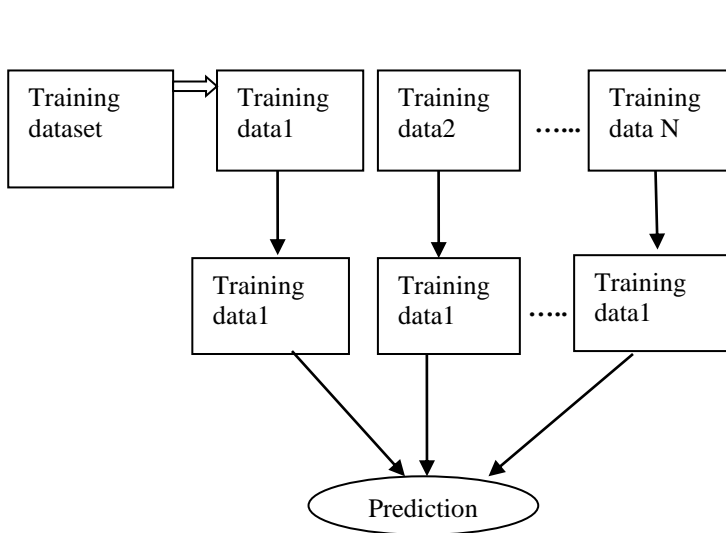 Training
dataset
Training
data1
Training
data2
…...
Training
data N
Training
data1
Training
data1
…..
Training
data1
Prediction